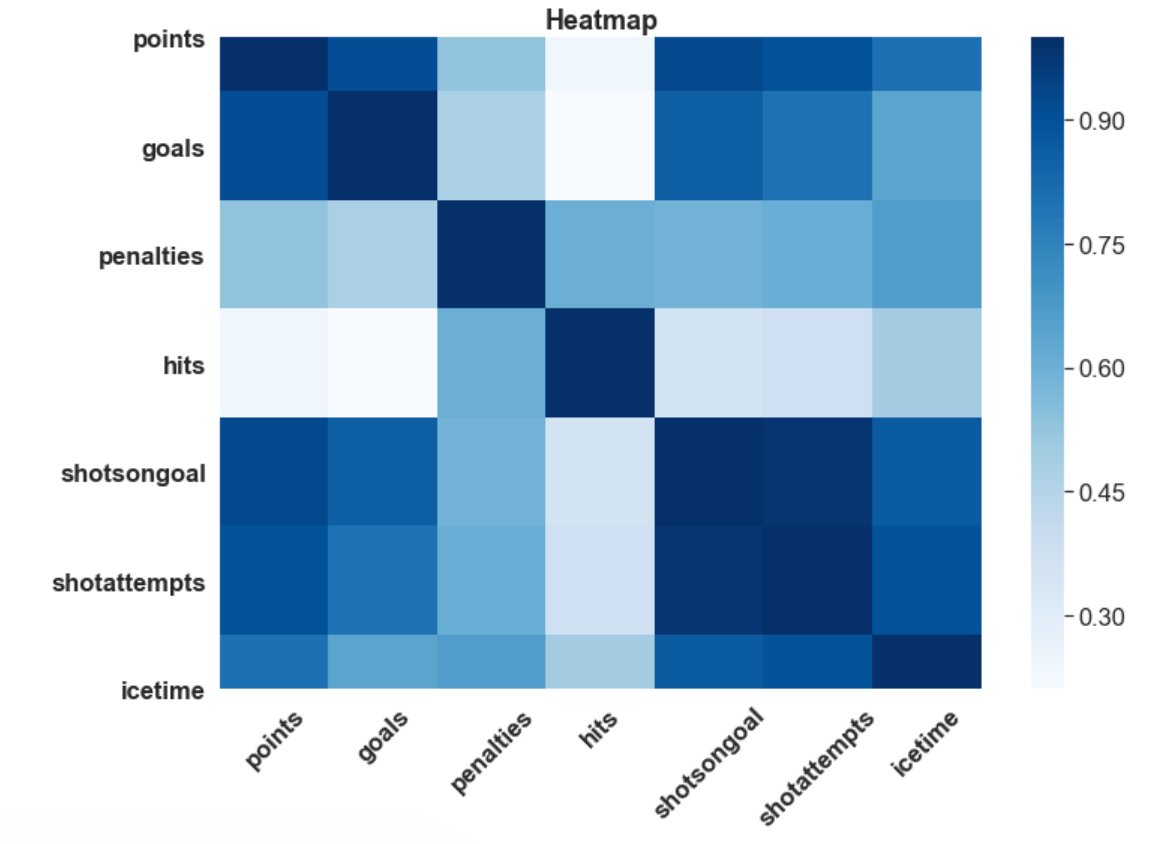 Heatmap
points
goals
penalties
hits
shotsongoal
shotattempts
icetime
0.90
0.75
0.60
0.45
0.30
points
goals
penalties
hits
shotsongoal
shotattempts
icetime